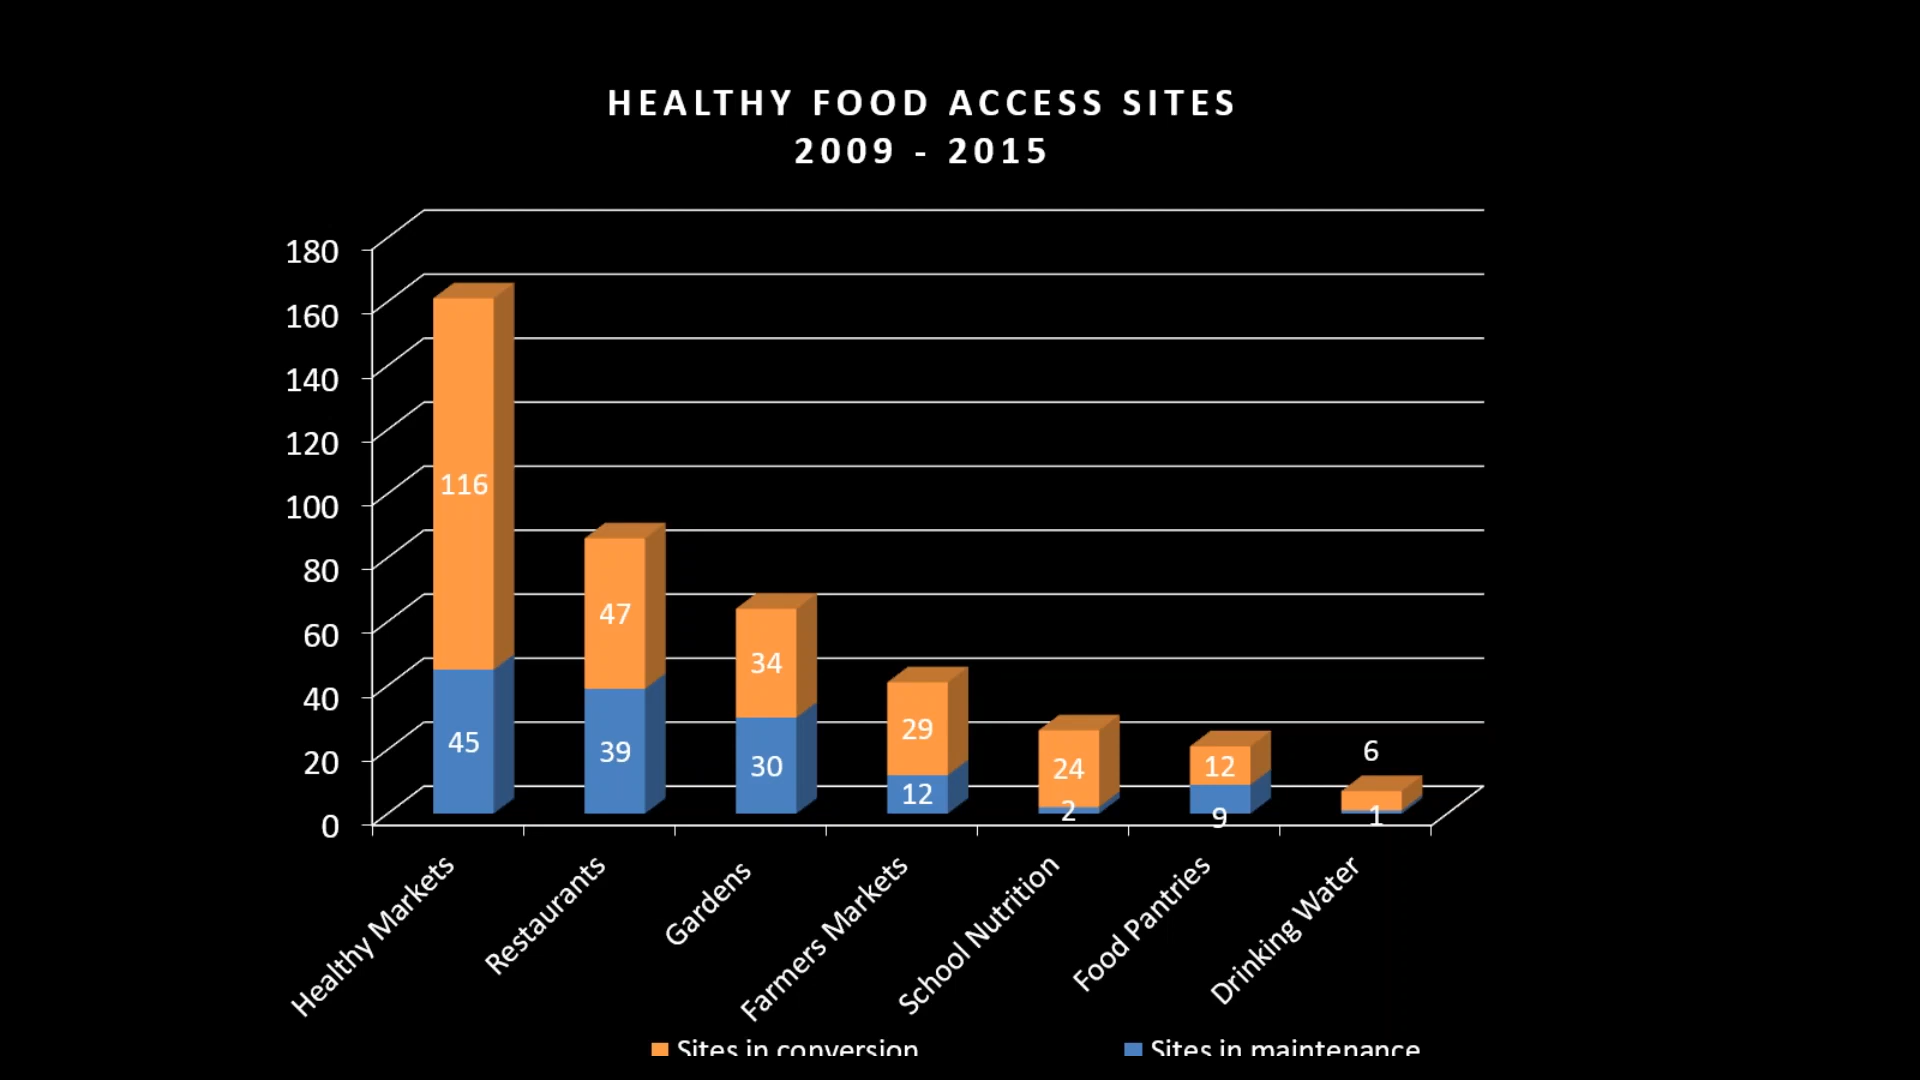 HEALTHY FOOD ACCESS SITES
2009 - 2015
180
160
140
120
100
80
60
40
20
0
116
45
47
39
34
30
29
12
24
2
12
9
6
1
Healthy Markets
Restaurants
Gardens
Farmers Markets
School Nutrition
Food Pantries
Drinking Water
Sites in conversion
Sites in maintenance